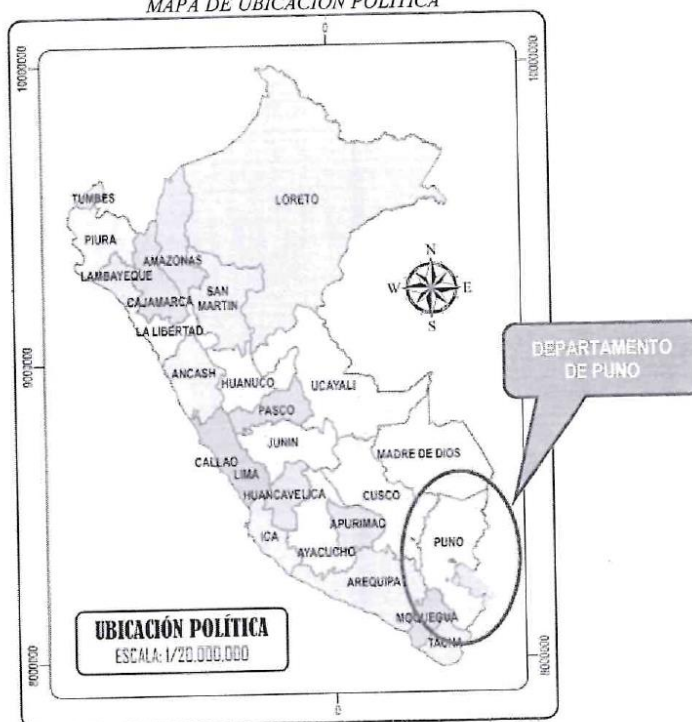 MAPA DE UBICACIÓN POLÍTICA
0
10000000
10000000
TUMBES
LORETO
PIURA
AMAZONAS
LAMBAYEQUE
CAJAMARCA
SAN
MARTIN
N
W
E
S
LA LIBERTAD
9000000
DEPARTAMENTO
DE PUNO
ANCASH
HUANUCO
UCAYALI
PASCO
JUNIN
MADRE DE DIOS
CALLAO
LIMA
HUANCAVELICA
CUSCO
ICA
APURIMAC
PUNO
AYACUCHO
AREQUIPA
MOQUEGUA
TACNA
UBICACIÓN POLÍTICA
ESCALA: 1/20.000.000
8000000
8000000
0